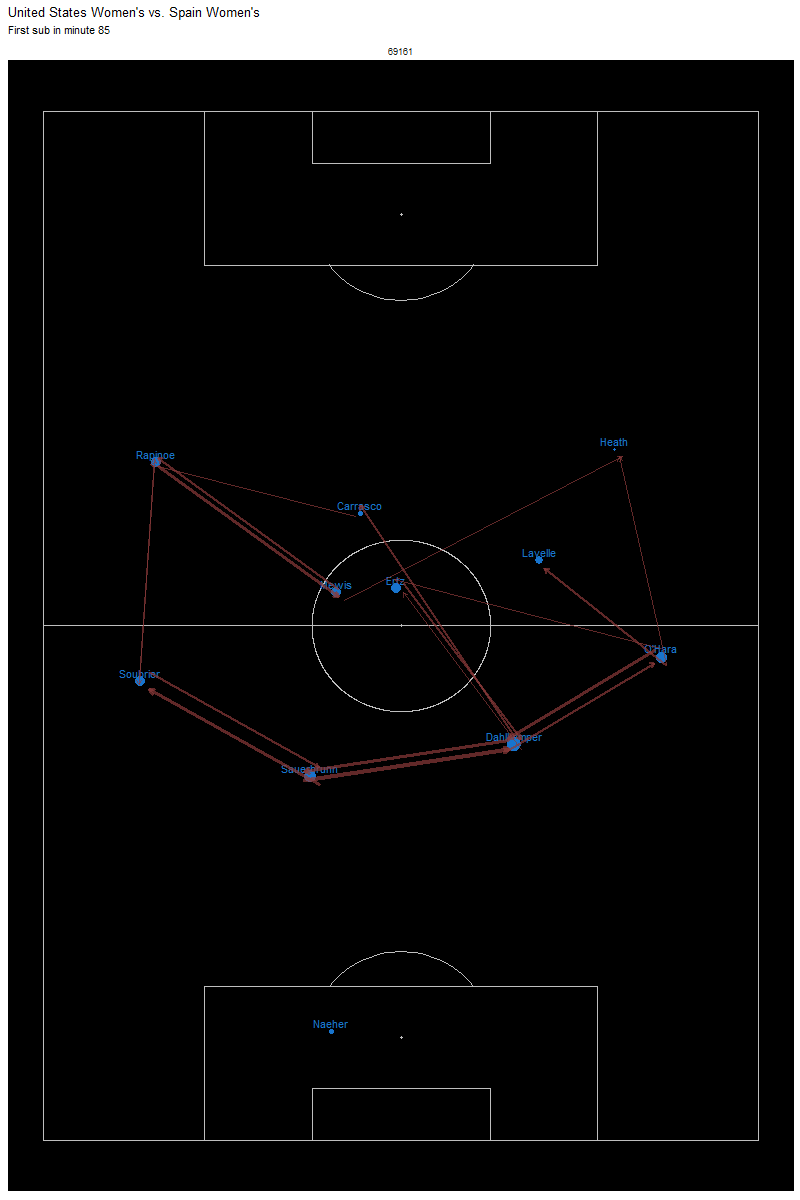 United States Women's vs. Spain Women's
First sub in minute 85
69161
Heath
Rapinoe
Carrasco
Lavelle
Ertz
Mewis
O'Hara
Soubrier
Dahlkemper
Sauerbrunn
Naeher